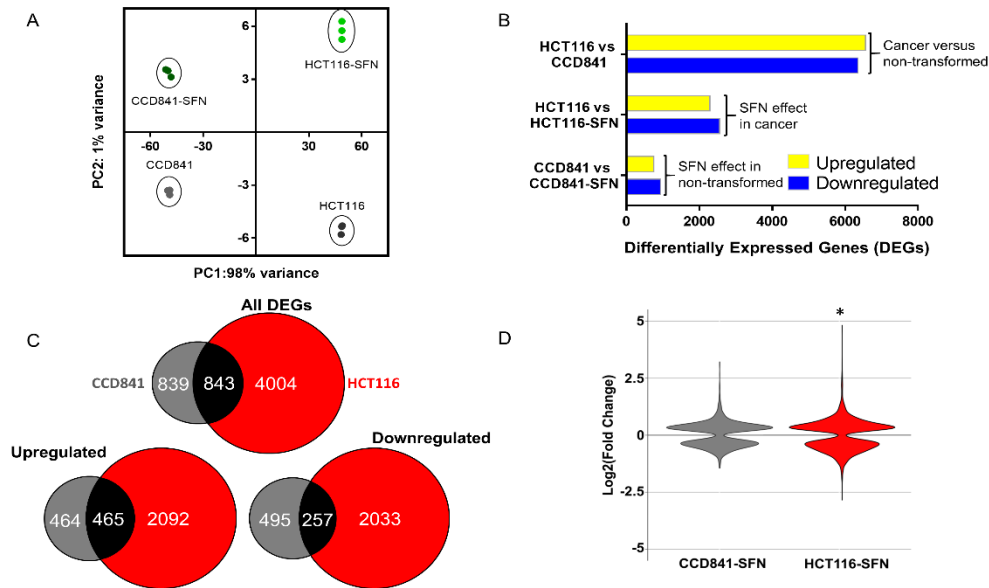 A
6
3
-3
-6
-60
-30
30
60
HCT116-SFN
CCD841-SFN
CCD841
HCT116
PC2: 1% variance
PC1:98% variance
B
HCT116 vs
CCD841
HCT116 vs
HCT116-SFN
CCD841 vs
CCD841-SFN
Cancer versus
non-transformed
SFN effect
in cancer
SFN effect in
non-transformed
Upregulated
Downregulated
0
2000
4000
6000
8000
Differentially Expressed Genes (DEGs)
C
All DEGs
CCD841
839
843
4004
HCT116
Upregulated
464
465
2092
Downregulated
495
257
2033
D
*
5
2.5
0
-2.5
-5
Log2(Fold Change)
CCD841-SFN
HCT116-SFN